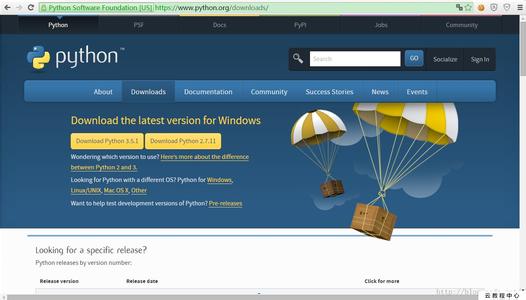 Python Software Foundation [US] https://www.python.org/downloads/
Python PSF Docs PyPI Jobs Community
python™
Search GO Socialize Sign In
About Downloads Documentation Community Success Stories News Events
Download the latest version for Windows
Download Python 3.5.1 Download Python 2.7.11
Wondering which version to use? Here's more about the difference
between Python 2 and 3.
Looking for Python with a different OS? Python for Windows,
Linux/UNIX, Mac OS X, Other
Want to help test development versions of Python? Pre-releases
Looking for a specific release?
Python releases by version number:
Release version Release date Click for more
云教程中心